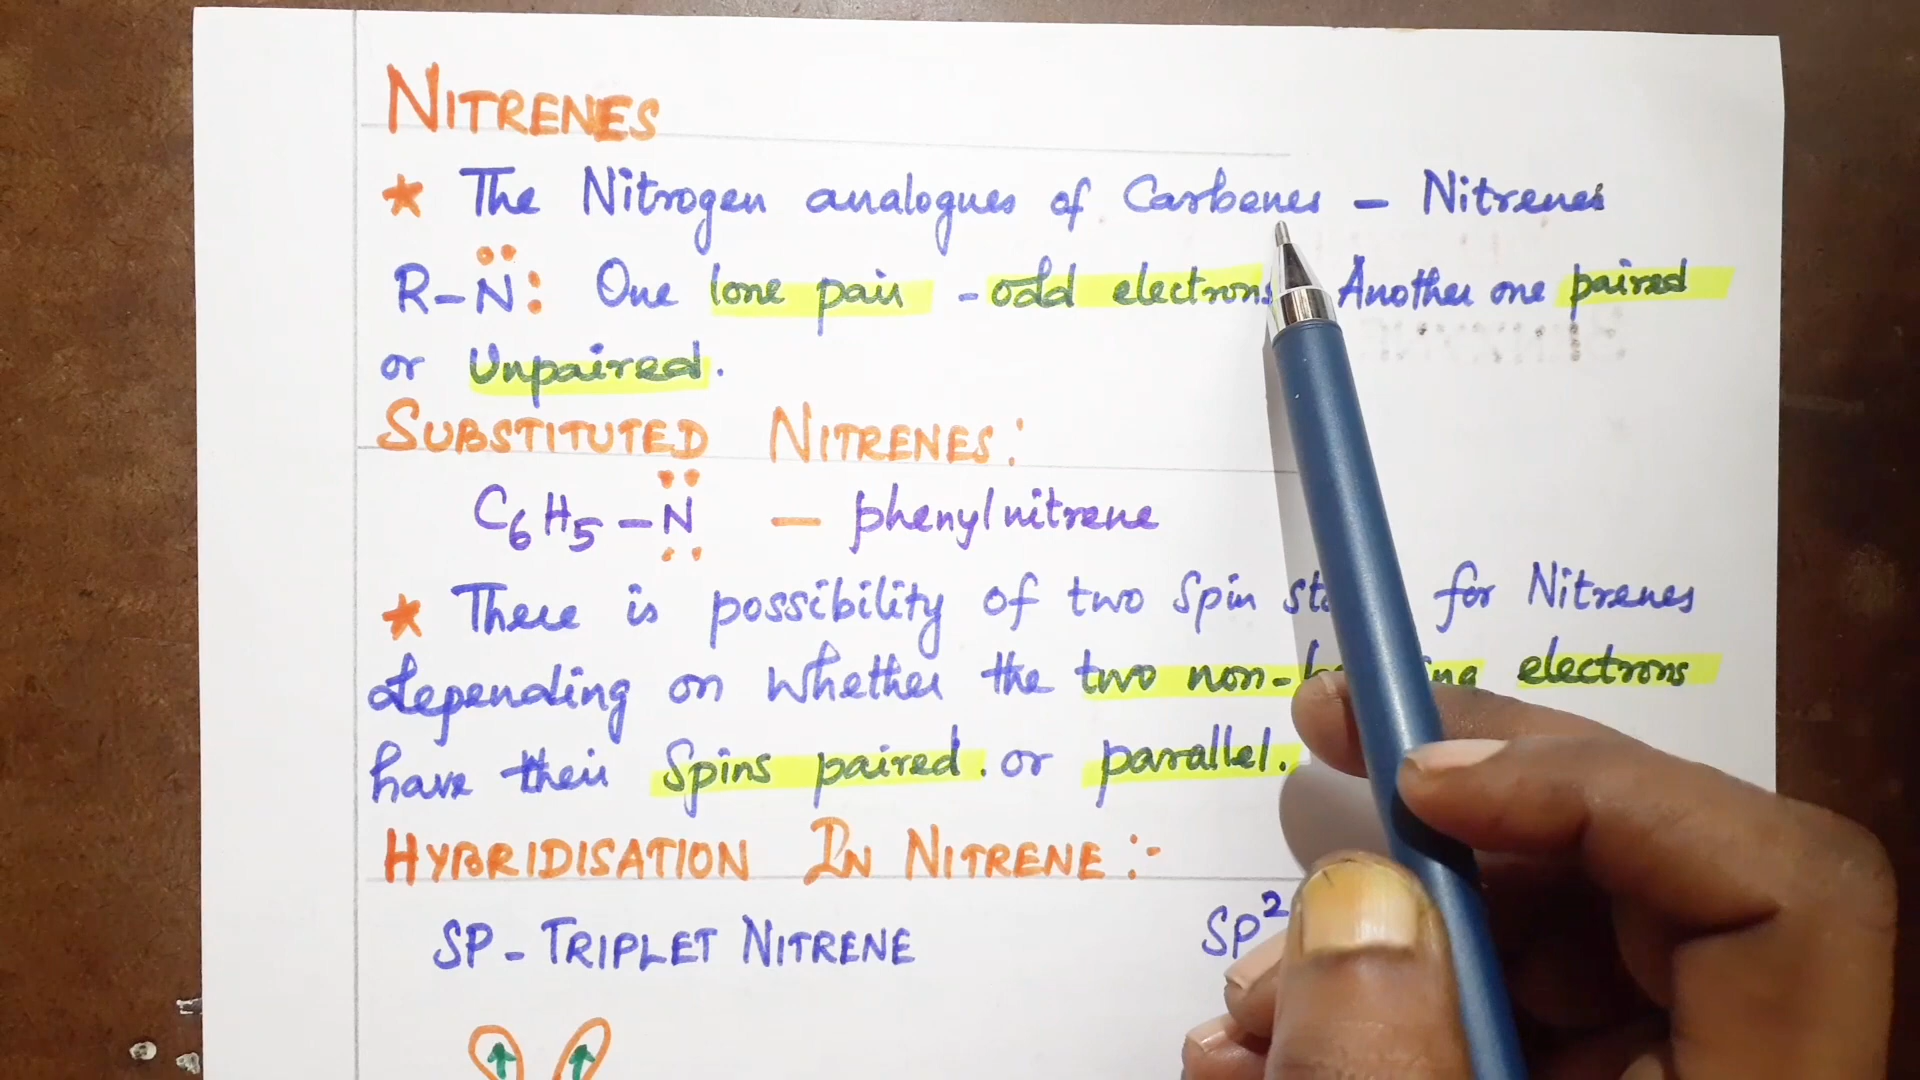 NITRENES
★ The Nitrogen analogues of Carbenes – Nitrenes
R–N: One lone pair - odd electrons Another one paired
or Unpaired.
SUBSTITUTED NITRENES:
C6H5–N — phenylnitrene
★ There is possibility of two Spin for Nitrenes
depending on whether the two non- electrons
have their Spins paired. or parallel.
HYBRIDISATION IN NITRENE:-
SP - TRIPLET NITRENE SP²